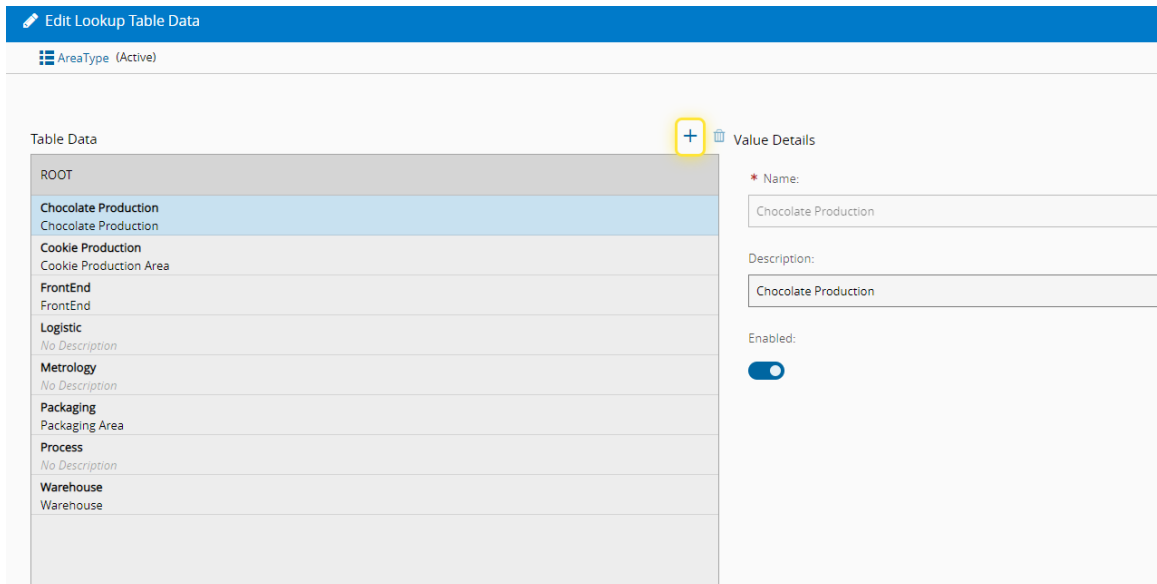 Edit Lookup Table Data
AreaType (Active)
Table Data
ROOT
Chocolate Production
Chocolate Production
Cookie Production
Cookie Production Area
FrontEnd
FrontEnd
Logistic
No Description
Metrology
No Description
Packaging
Packaging Area
Process
No Description
Warehouse
Warehouse
Value Details
* Name:
Chocolate Production
Description:
Chocolate Production
Enabled: